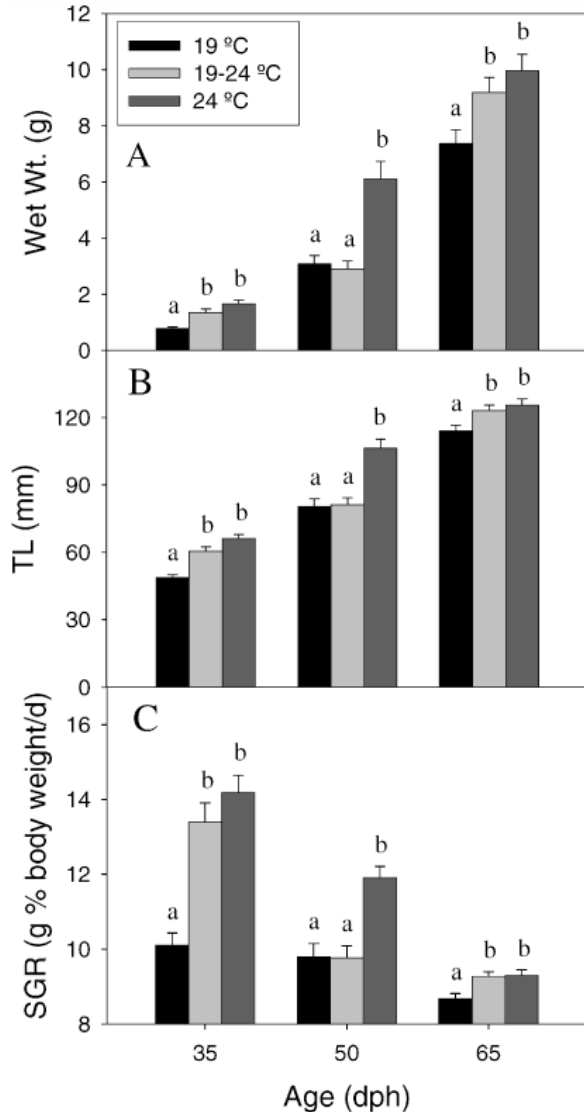 12
10
8
6
4
2
0
Wet Wt. (g)
19 ºC
19-24 ºC
24 ºC
A
a
b
b
a
a
b
a
b
b
B
120
90
60
30
0
TL (mm)
a
b
b
a
a
b
a
b
b
C
16
14
12
10
8
SGR (g % body weight/d)
a
b
b
a
a
b
a
b
b
35 50 65
Age (dph)